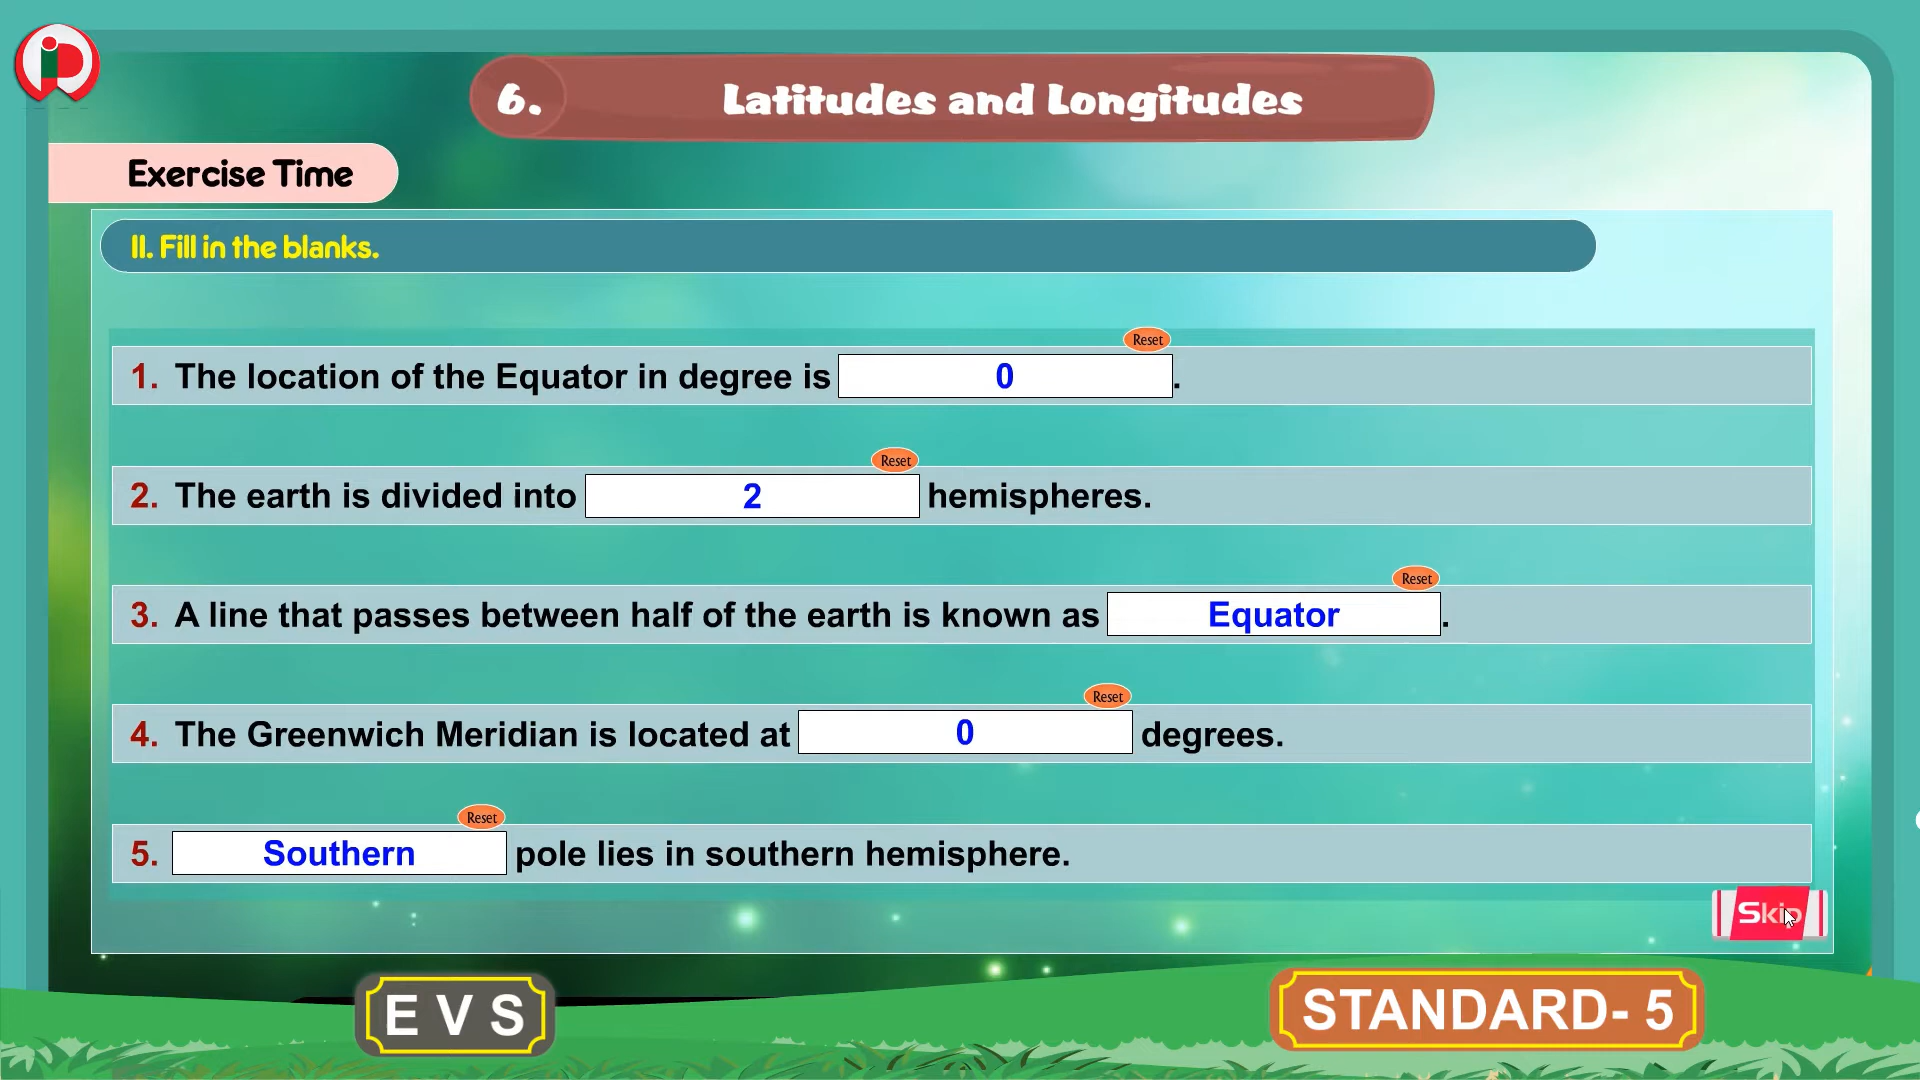 6. Latitudes and Longitudes
Exercise Time
II. Fill in the blanks.
Reset
1. The location of the Equator in degree is 0.
Reset
2. The earth is divided into 2 hemispheres.
Reset
3. A line that passes between half of the earth is known as Equator.
Reset
4. The Greenwich Meridian is located at 0 degrees.
Reset
5. Southern pole lies in southern hemisphere.
Skip
E V S
STANDARD- 5